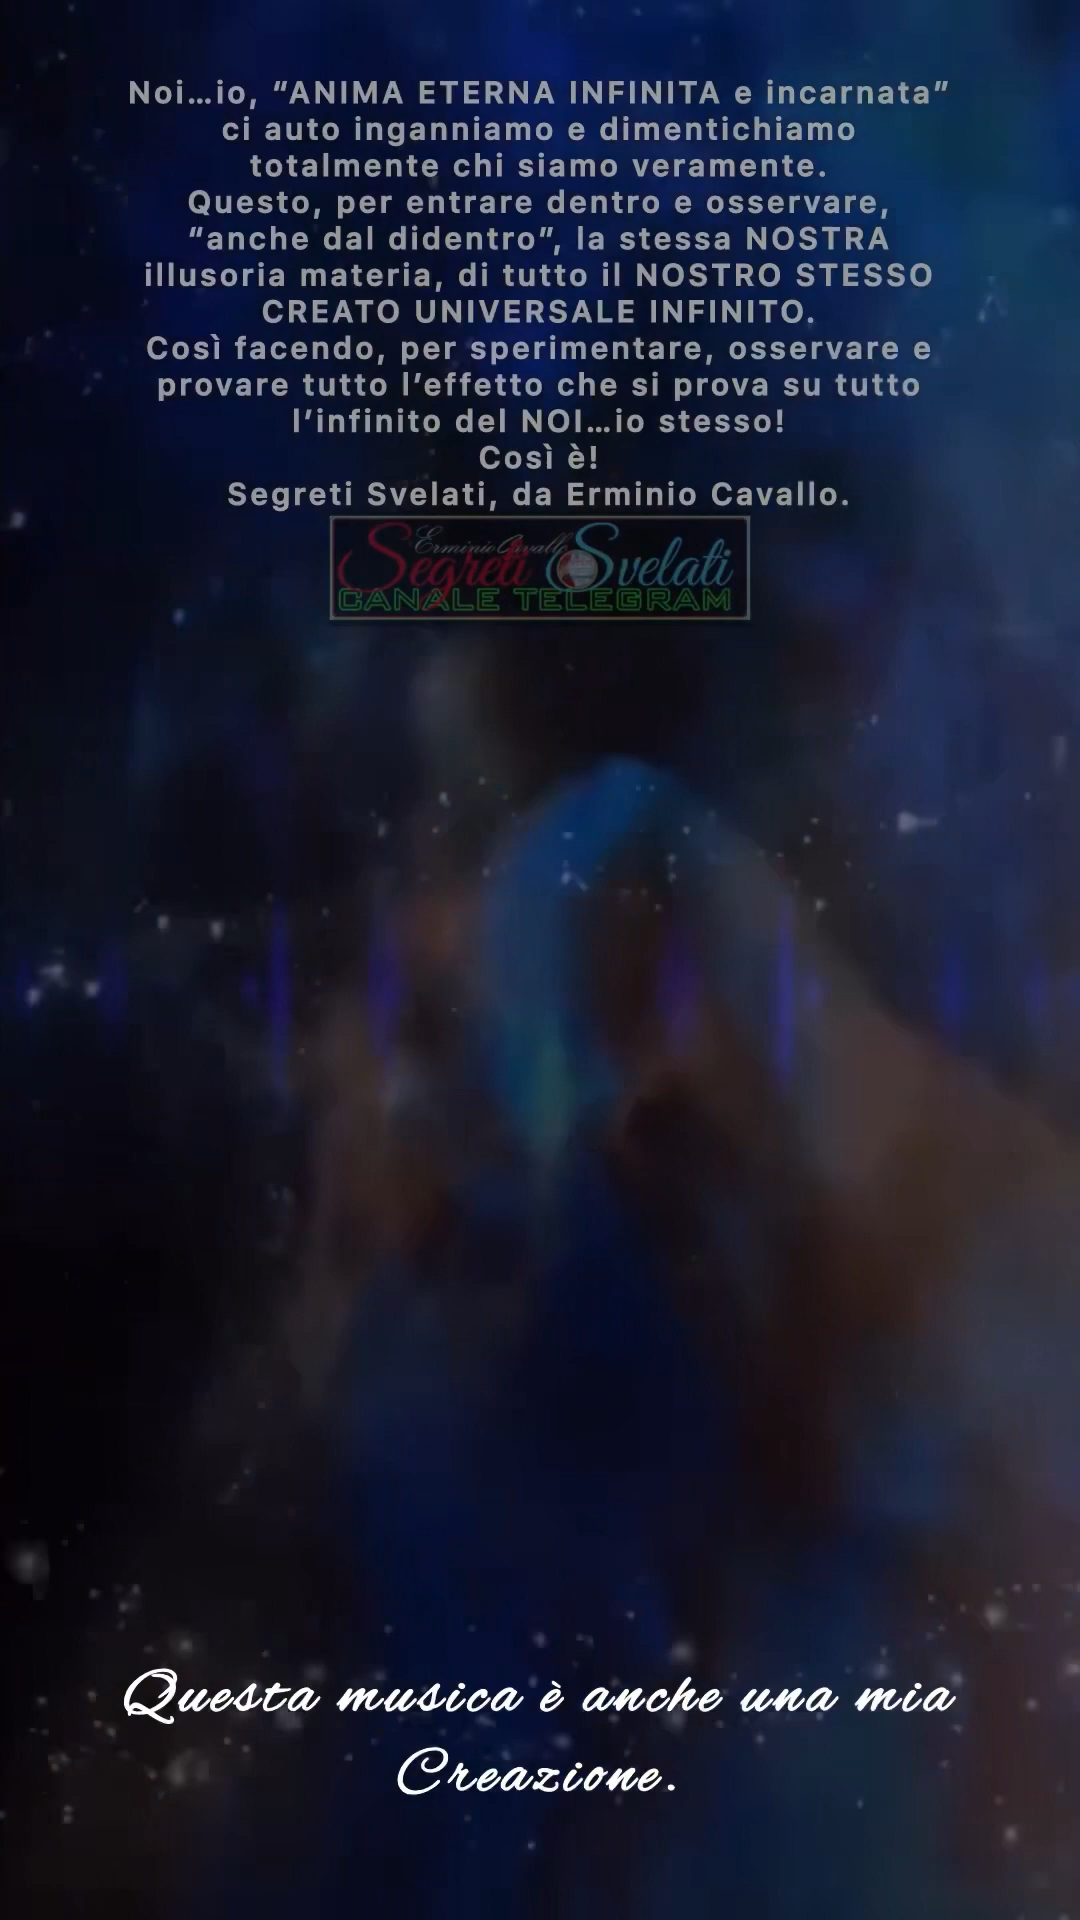 Noi...io, “ANIMA ETERNA INFINITA e incarnata”
ci auto inganniamo e dimentichiamo
totalmente chi siamo veramente.
Questo, per entrare dentro e osservare,
“anche dal didentro”, la stessa NOSTRA
illusoria materia, di tutto il NOSTRO STESSO
CREATO UNIVERSALE INFINITO.
Così facendo, per sperimentare, osservare e
provare tutto l’effetto che si prova su tutto
l’infinito del NOI...io stesso!
Così è!
Segreti Svelati, da Erminio Cavallo.
Erminio Cavallo
Segreti Svelati
CANALE TELEGRAM
Questa musica è anche una mia
Creazione.